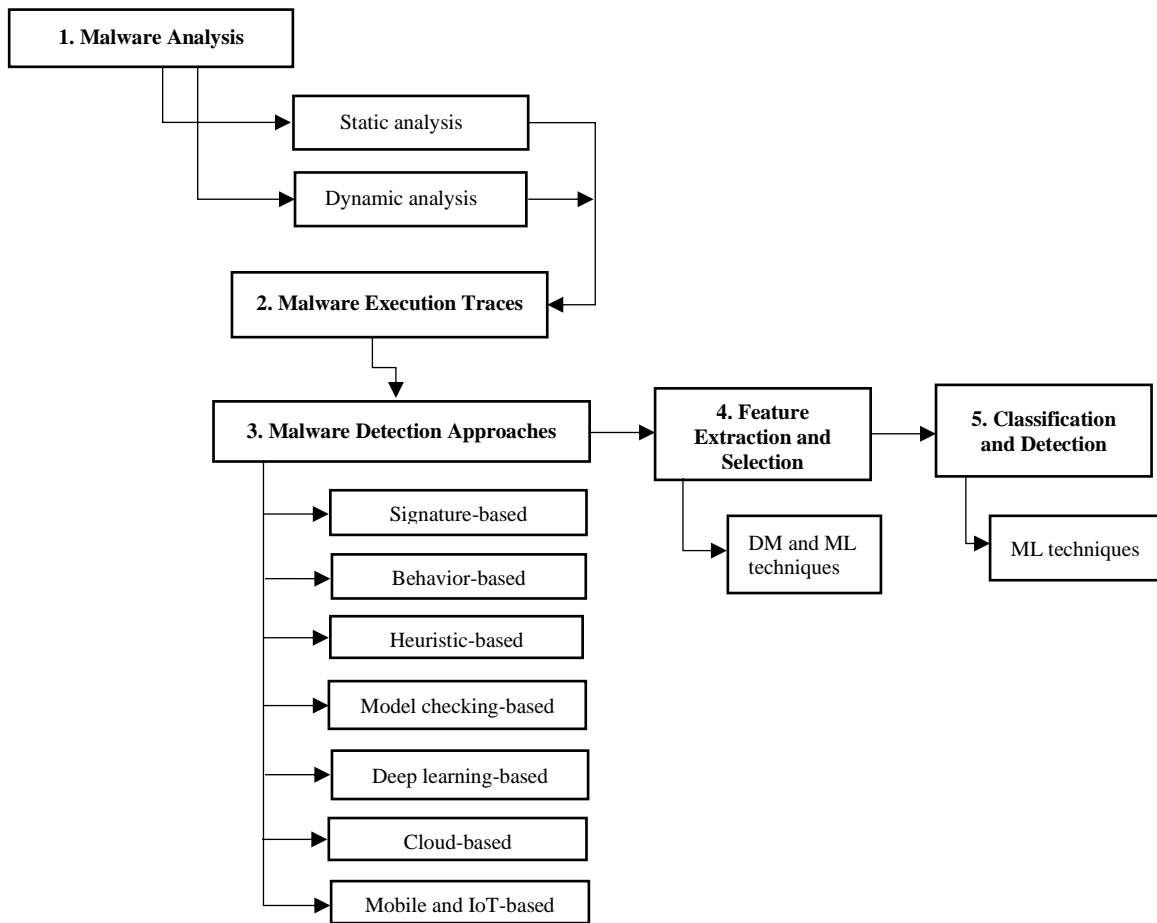 1. Malware Analysis
Static analysis
Dynamic analysis
2. Malware Execution Traces
3. Malware Detection Approaches
4. Feature
Extraction and
Selection
5. Classification
and Detection
Signature-based
Behavior-based
Heuristic-based
Model checking-based
Deep learning-based
Cloud-based
Mobile and IoT-based
DM and ML
techniques
ML techniques